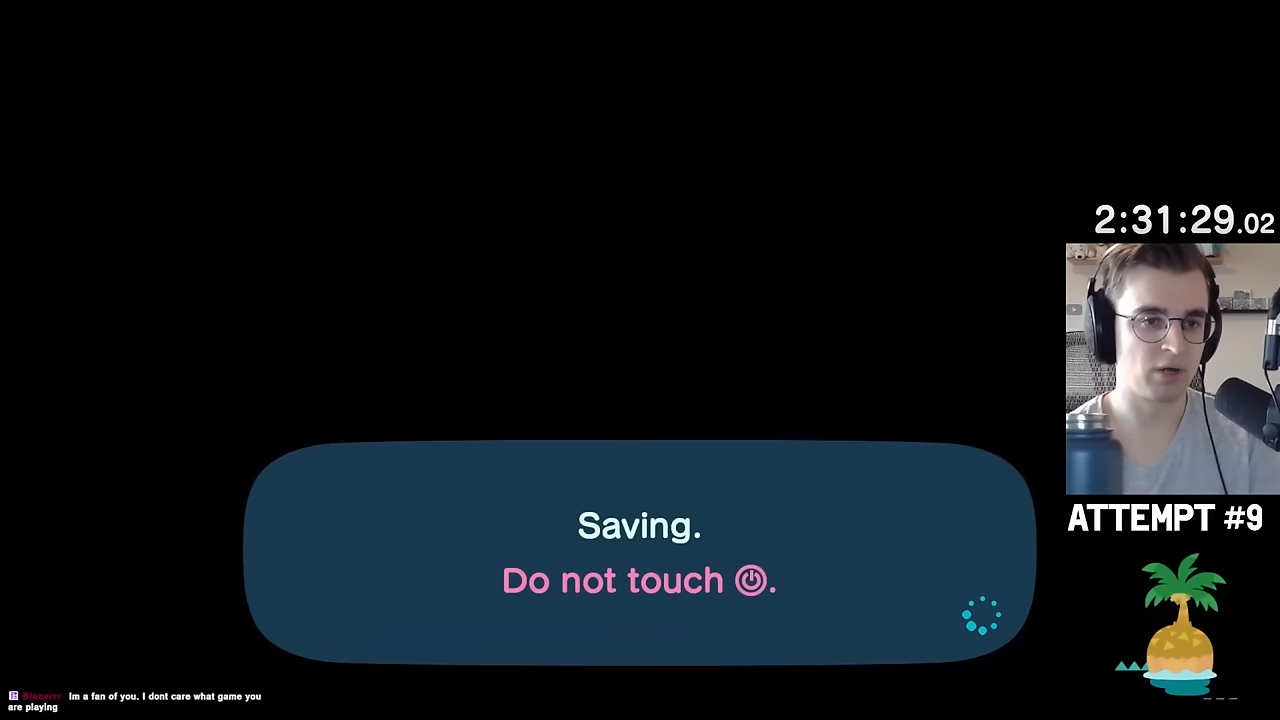 2:31:29.02
Saving.
Do not touch
ATTEMPT #9
Blacerrr Im a fan of you. I dont care what game you
are playing